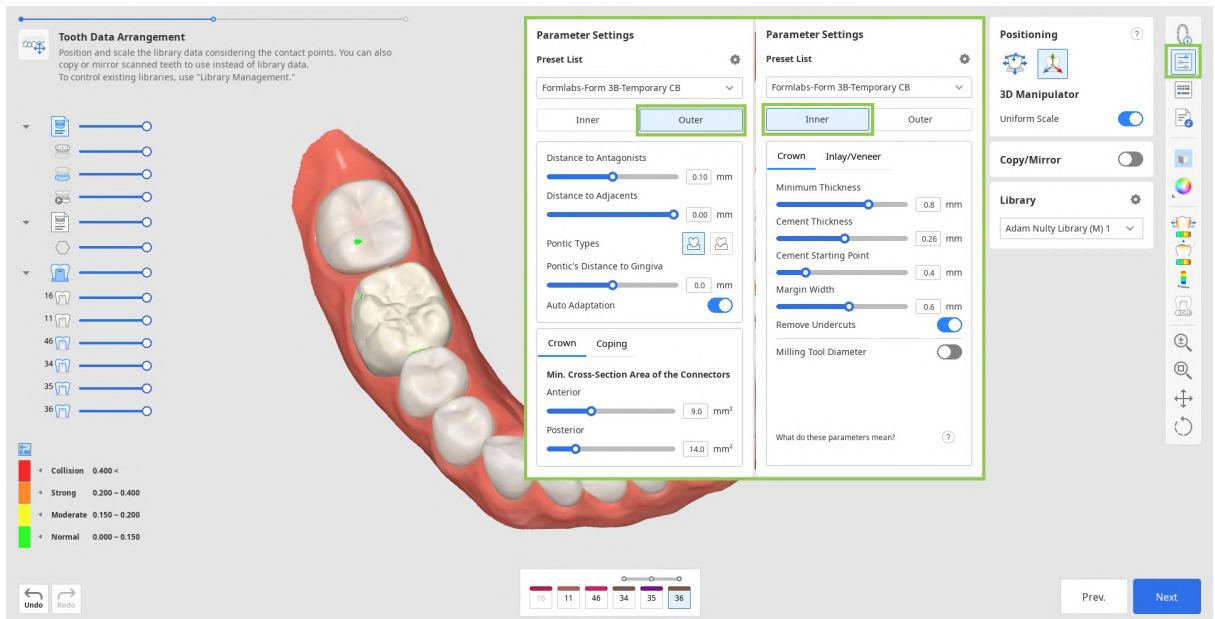 Tooth Data Arrangement
Position and scale the library data considering the contact points. You can also
copy or mirror scanned teeth to use instead of library data.
To control existing libraries, use "Library Management."
16
11
46
34
35
36
Collision 0.400 <
Strong 0.200 – 0.400
Moderate 0.150 – 0.200
Normal 0.000 – 0.150
Undo
Redo
Parameter Settings
Preset List
Formlabs-Form 3B-Temporary CB
Inner Outer
Distance to Antagonists
0.10 mm
Distance to Adjacents
0.00 mm
Pontic Types
Pontic's Distance to Gingiva
0.0 mm
Auto Adaptation
Crown Coping
Min. Cross-Section Area of the Connectors
Anterior
9.0 mm²
Posterior
14.0 mm²
Parameter Settings
Preset List
Formlabs-Form 3B-Temporary CB
Inner Outer
Crown Inlay/Veneer
Minimum Thickness
0.8 mm
Cement Thickness
0.26 mm
Cement Starting Point
0.4 mm
Margin Width
0.6 mm
Remove Undercuts
Milling Tool Diameter
What do these parameters mean? ?
Positioning ?
3D Manipulator
Uniform Scale
Copy/Mirror
Library
Adam Nulty Library (M) 1
16 11 46 34 35 36
Prev. Next